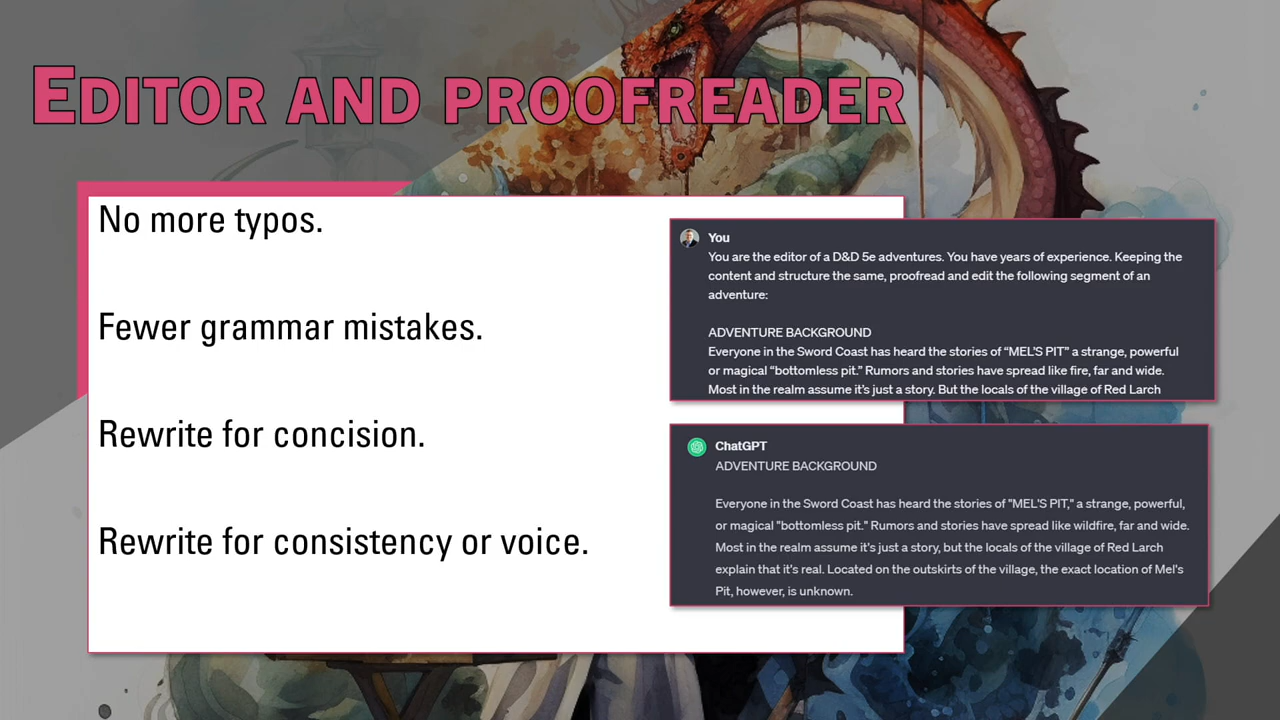 EDITOR AND PROOFREADER
No more typos.
Fewer grammar mistakes.
Rewrite for concision.
Rewrite for consistency or voice.
You
You are the editor of a D&D 5e adventures. You have years of experience. Keeping the
content and structure the same, proofread and edit the following segment of an
adventure:
ADVENTURE BACKGROUND
Everyone in the Sword Coast has heard the stories of “MEL’S PIT” a strange, powerful
or magical “bottomless pit.” Rumors and stories have spread like fire, far and wide.
Most in the realm assume it’s just a story. But the locals of the village of Red Larch
ChatGPT
ADVENTURE BACKGROUND
Everyone in the Sword Coast has heard the stories of "MEL'S PIT," a strange, powerful,
or magical "bottomless pit." Rumors and stories have spread like wildfire, far and wide.
Most in the realm assume it's just a story, but the locals of the village of Red Larch
explain that it's real. Located on the outskirts of the village, the exact location of Mel's
Pit, however, is unknown.